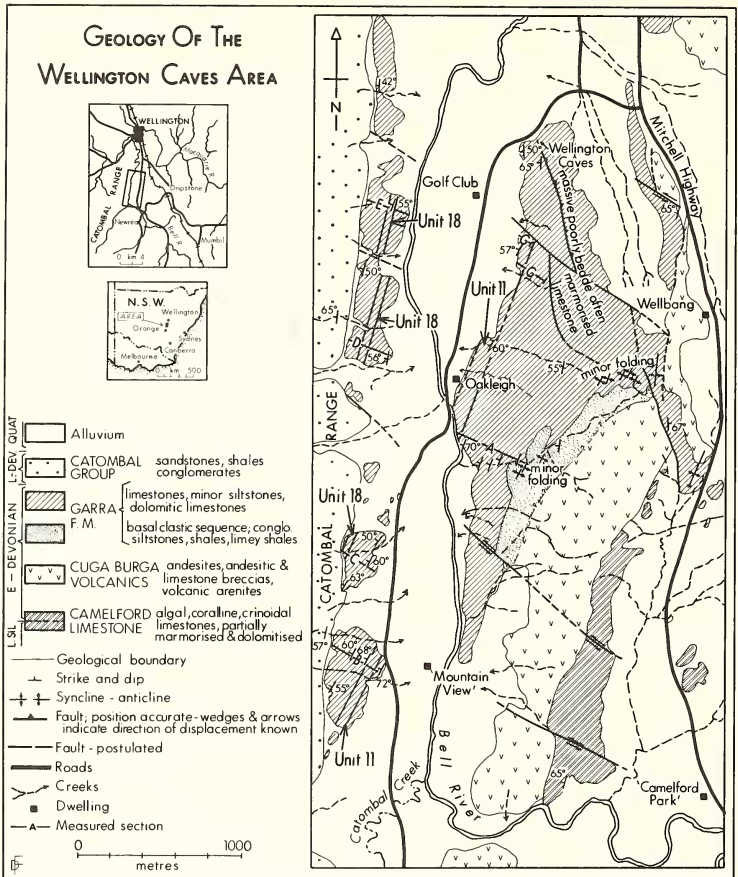 GEOLOGY OF THE
WELLINGTON CAVES AREA
WELLINGTON
Macquarie R.
CATOMBAL RANGE
Dripstone
Newrea
Bell R.
Mumbil
0 km 4
N.S.W.
AREA
Wellington
Orange
Sydney
Canberra
Melbourne
0 km 500
L-DEV. QUAT
E - DEVONIAN
L. SIL
Alluvium
CATOMBAL GROUP
sandstones, shales
conglomerates
GARRA F.M.
limestones, minor siltstones,
dolomitic limestones
basal clastic sequence; conglo.
siltstones, shales, limey shales
CUGA BURGA VOLCANICS
andesites, andesitic &
limestone breccias,
volcanic arenites
CAMELFORD LIMESTONE
algal, coralline, crinoidal
limestones, partially
marmorised & dolomitised
Geological boundary
Strike and dip
Syncline - anticline
Fault; position accurate - wedges & arrows
indicate direction of displacement known
Fault - postulated
Roads
Creeks
Dwelling
A Measured section
0 1000
metres
N
42°
Mitchell Highway
50°
Wellington
Caves
65°
Golf Club
55°
E
Unit 18
65°
massive poorly bedde often
marmorised
limestone
57°
G
G
50°
Unit 11
65°
Unit 18
Wellbang
D
56°
60°
55°
minor folding
Oakleigh
RANGE
67°
70°
minor
folding
Unit 18
CATOMBAL
50°
C
60°
63°
57°
60°
68°
B
72°
55°
Mountain
View'
Unit 11
Bell
River
Catombal Creek
65°
Camelford
Park'